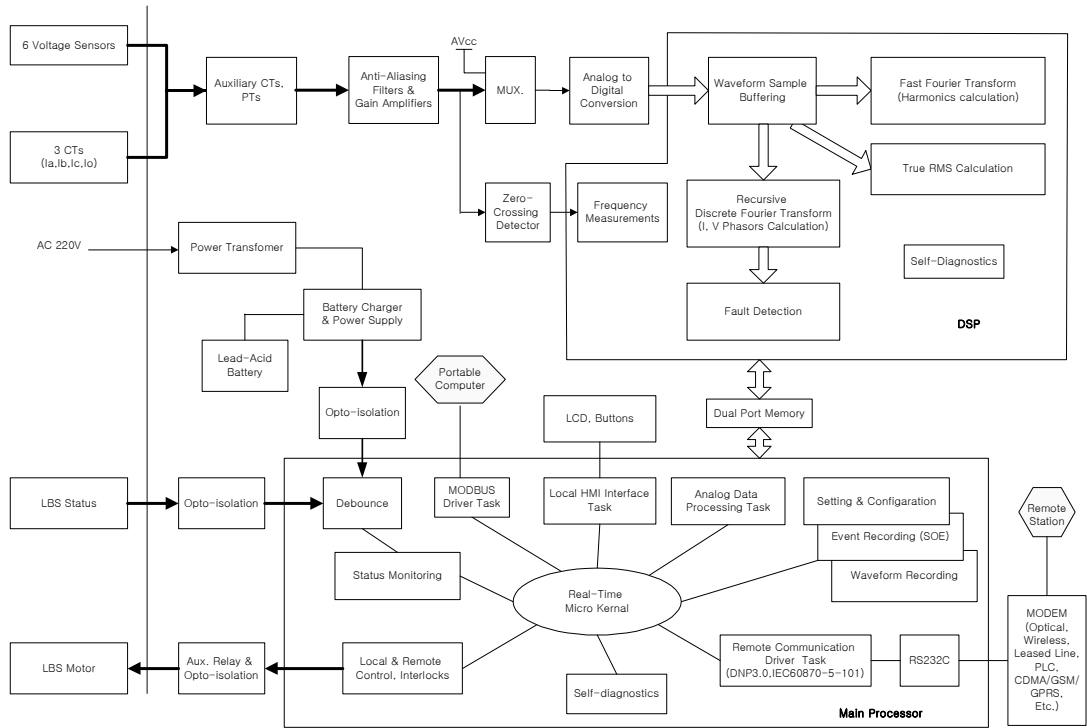 6 Voltage Sensors
3 CTs
(Ia,Ib,Ic,Io)
Auxiliary CTs,
PTs
Anti-Aliasing
Filters &
Gain Amplifiers
AVcc
MUX.
Analog to
Digital
Conversion
Waveform Sample
Buffering
Fast Fourier Transform
(Harmonics calculation)
True RMS Calculation
Zero-
Crossing
Detector
Frequency
Measurements
Recursive
Discrete Fourier Transform
(I, V Phasors Calculation)
Self-Diagnostics
Fault Detection
DSP
AC 220V
Power Transfomer
Battery Charger
& Power Supply
Lead-Acid
Battery
Opto-isolation
Portable
Computer
LCD, Buttons
Dual Port Memory
LBS Status
Opto-isolation
Debounce
MODBUS
Driver Task
Local HMI Interface
Task
Analog Data
Processing Task
Setting & Configaration
Event Recording (SOE)
Waveform Recording
Remote
Station
Status Monitoring
Real-Time
Micro Kernal
LBS Motor
Aux. Relay &
Opto-isolation
Local & Remote
Control, Interlocks
Self-diagnostics
Remote Communication
Driver Task
(DNP3.0,IEC60870-5-101)
RS232C
MODEM
(Optical,
Wireless,
Leased Line,
PLC,
CDMA/GSM/
GPRS,
Etc.)
Main Processor